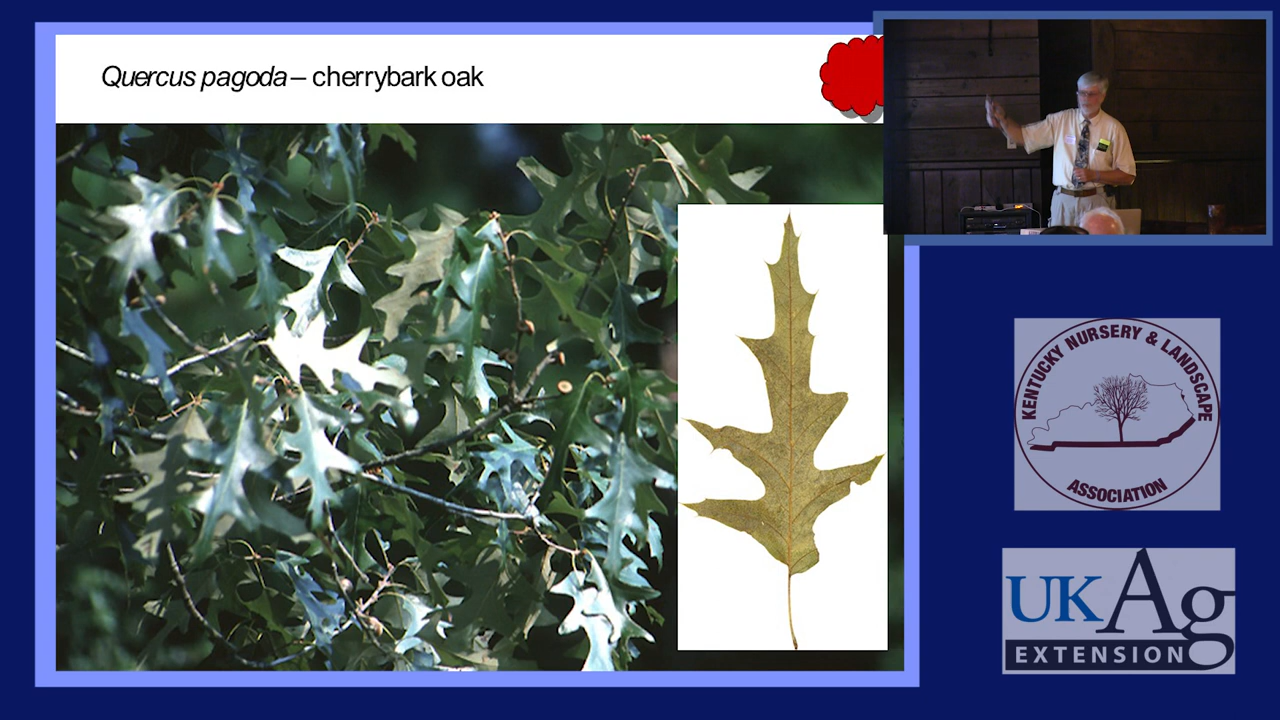 Quercus pagoda – cherrybark oak
KENTUCKY NURSERY & LANDSCAPE
ASSOCIATION
UKAg
EXTENSION